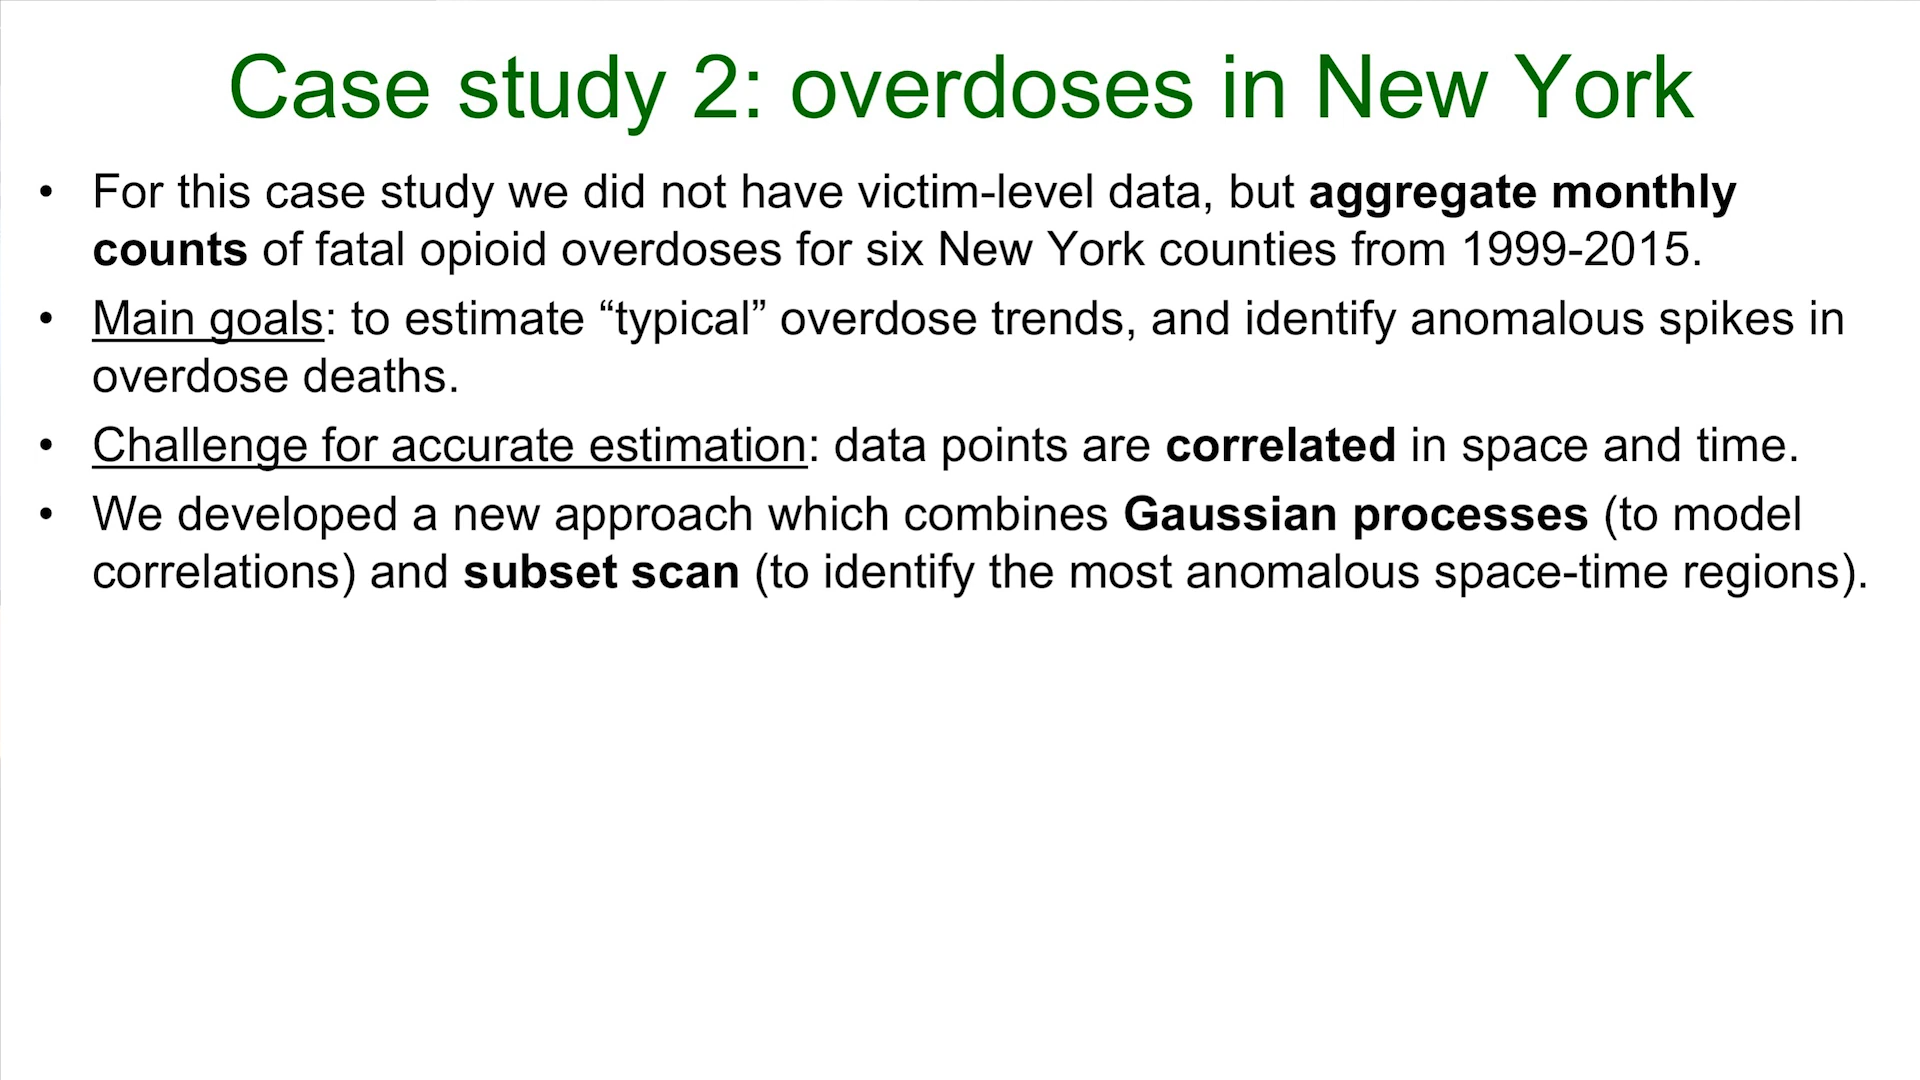 Case study 2: overdoses in New York
• For this case study we did not have victim-level data, but aggregate monthly
counts of fatal opioid overdoses for six New York counties from 1999-2015.
• Main goals: to estimate “typical” overdose trends, and identify anomalous spikes in
overdose deaths.
• Challenge for accurate estimation: data points are correlated in space and time.
• We developed a new approach which combines Gaussian processes (to model
correlations) and subset scan (to identify the most anomalous space-time regions).